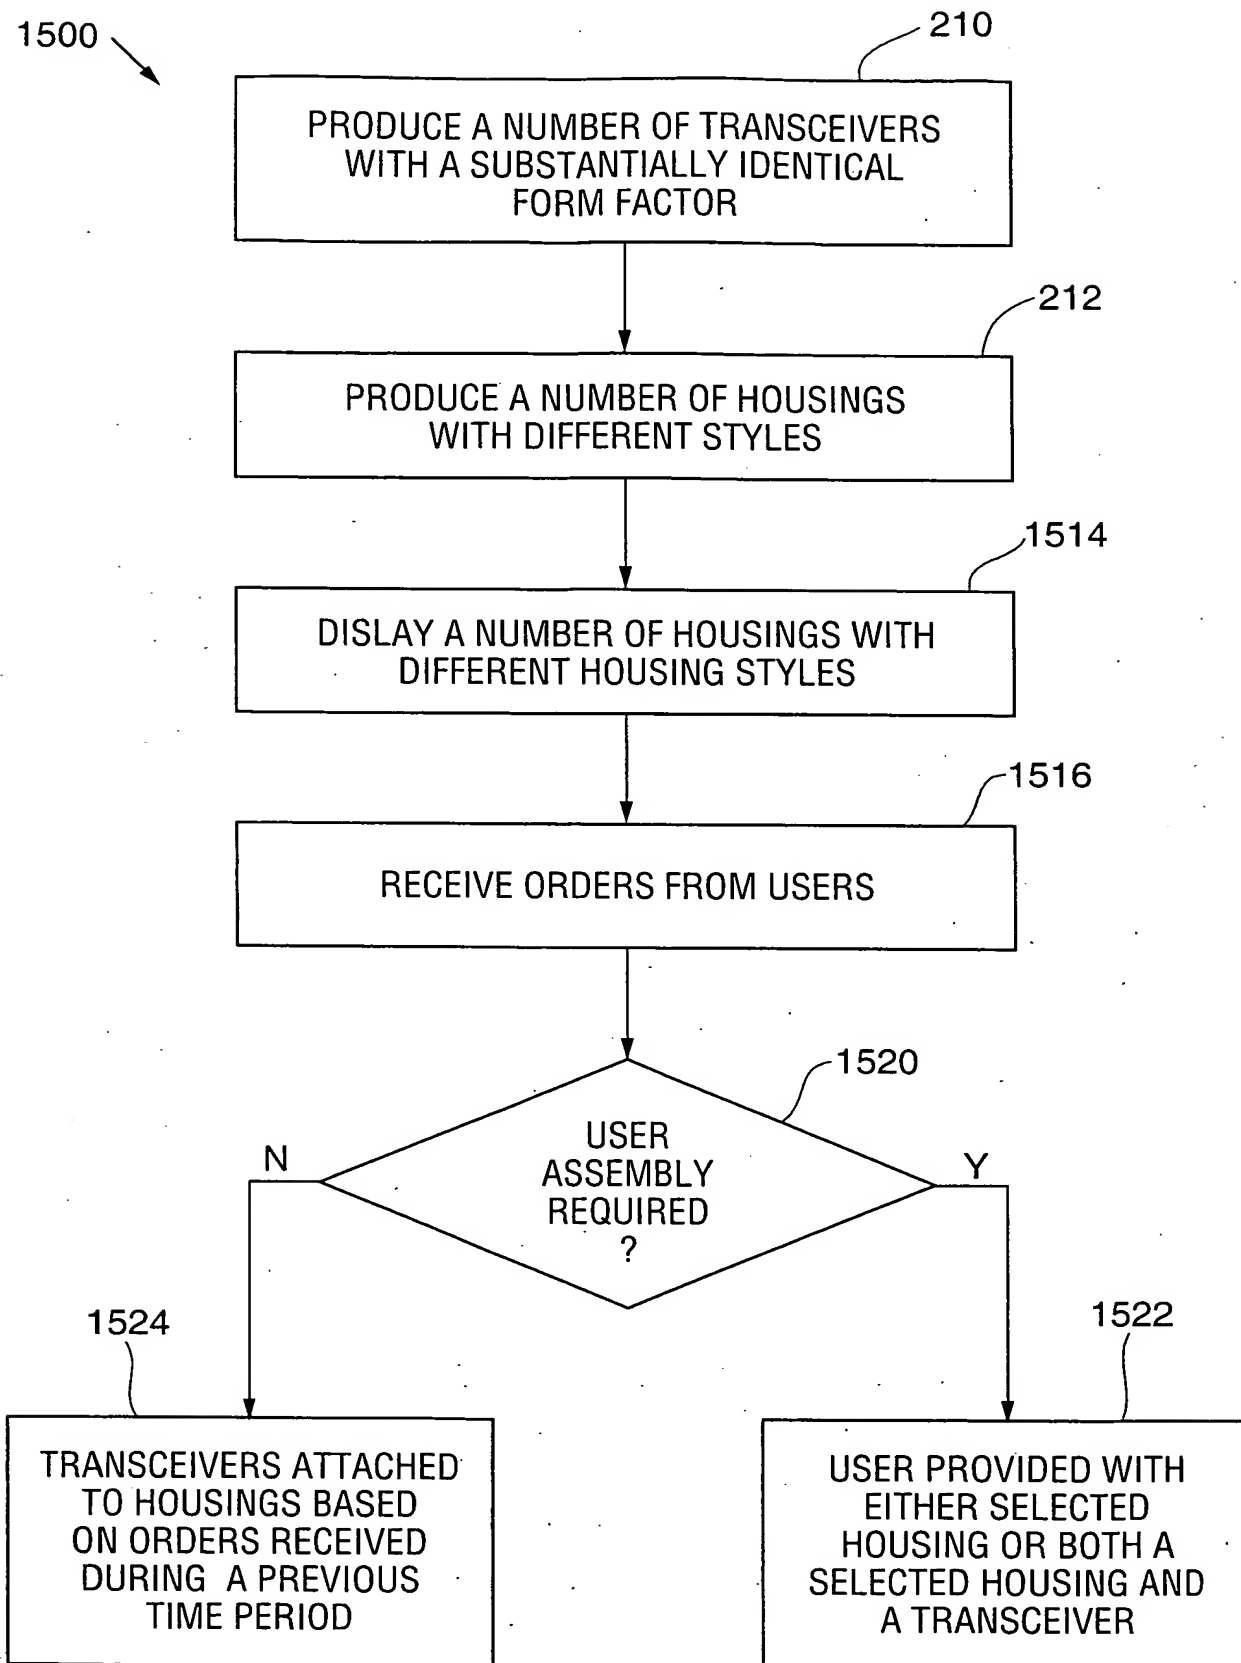 1500
210
PRODUCE A NUMBER OF TRANSCEIVERS
WITH A SUBSTANTIALLY IDENTICAL
FORM FACTOR
212
PRODUCE A NUMBER OF HOUSINGS
WITH DIFFERENT STYLES
1514
DISLAY A NUMBER OF HOUSINGS WITH
DIFFERENT HOUSING STYLES
1516
RECEIVE ORDERS FROM USERS
1520
USER
ASSEMBLY
REQUIRED
?
N
Y
1524
TRANSCEIVERS ATTACHED
TO HOUSINGS BASED
ON ORDERS RECEIVED
DURING A PREVIOUS
TIME PERIOD
1522
USER PROVIDED WITH
EITHER SELECTED
HOUSING OR BOTH A
SELECTED HOUSING AND
A TRANSCEIVER